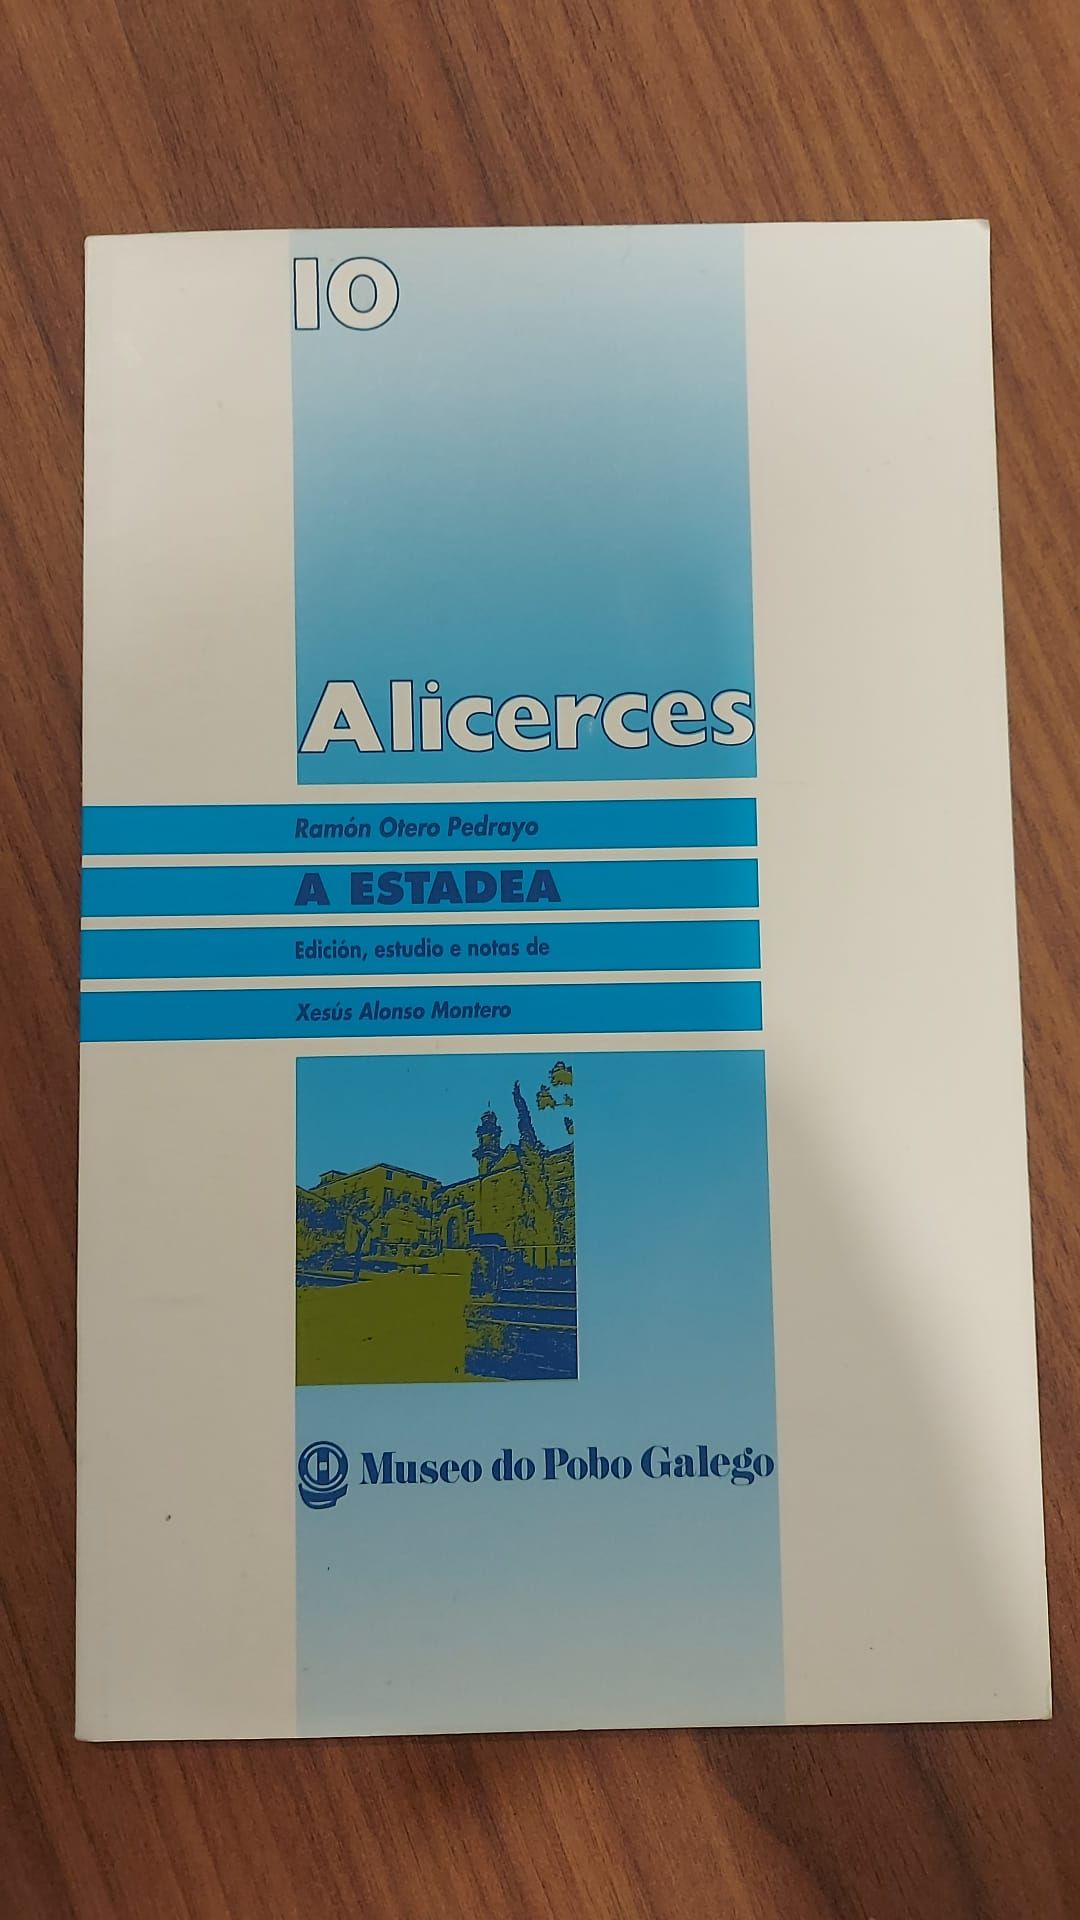 10
Alicerces
Ramón Otero Pedrayo
A ESTADEA
Edición, estudio e notas de
Xesús Alonso Montero
Museo do Pobo Galego